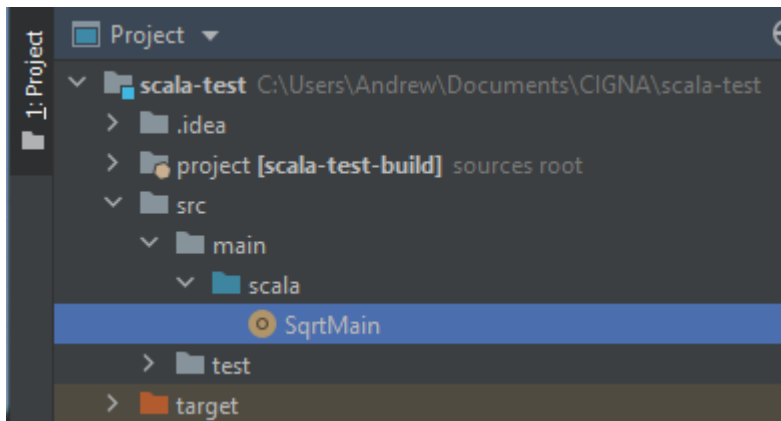 1: Project
Project
scala-test C:\Users\Andrew\Documents\CIGNA\scala-test
.idea
project [scala-test-build] sources root
src
main
scala
SqrtMain
test
target